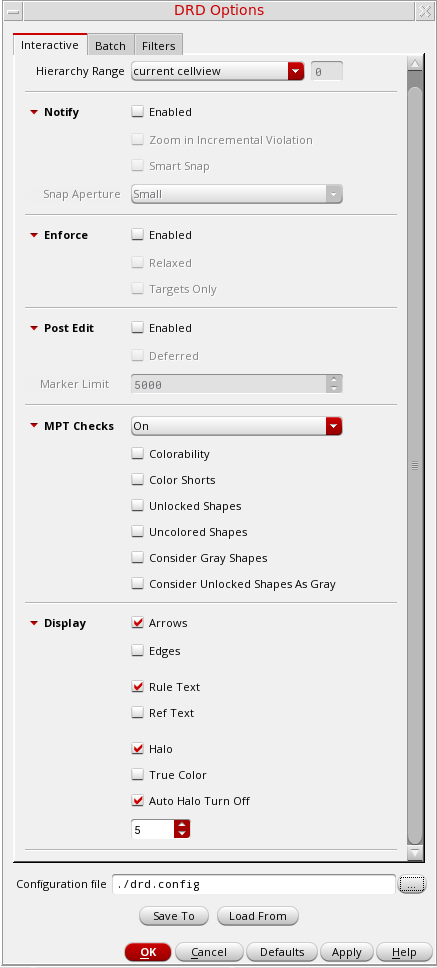 DRD Options
Interactive Batch Filters
Hierarchy Range current cellview 0
Notify Enabled
Zoom in Incremental Violation
Smart Snap
Snap Aperture Small
Enforce Enabled
Relaxed
Targets Only
Post Edit Enabled
Deferred
Marker Limit 5000
MPT Checks On
Colorability
Color Shorts
Unlocked Shapes
Uncolored Shapes
Consider Gray Shapes
Consider Unlocked Shapes As Gray
Display Arrows
Edges
Rule Text
Ref Text
Halo
True Color
Auto Halo Turn Off
5
Configuration file ./drd.config ...
Save To Load From
OK Cancel Defaults Apply Help